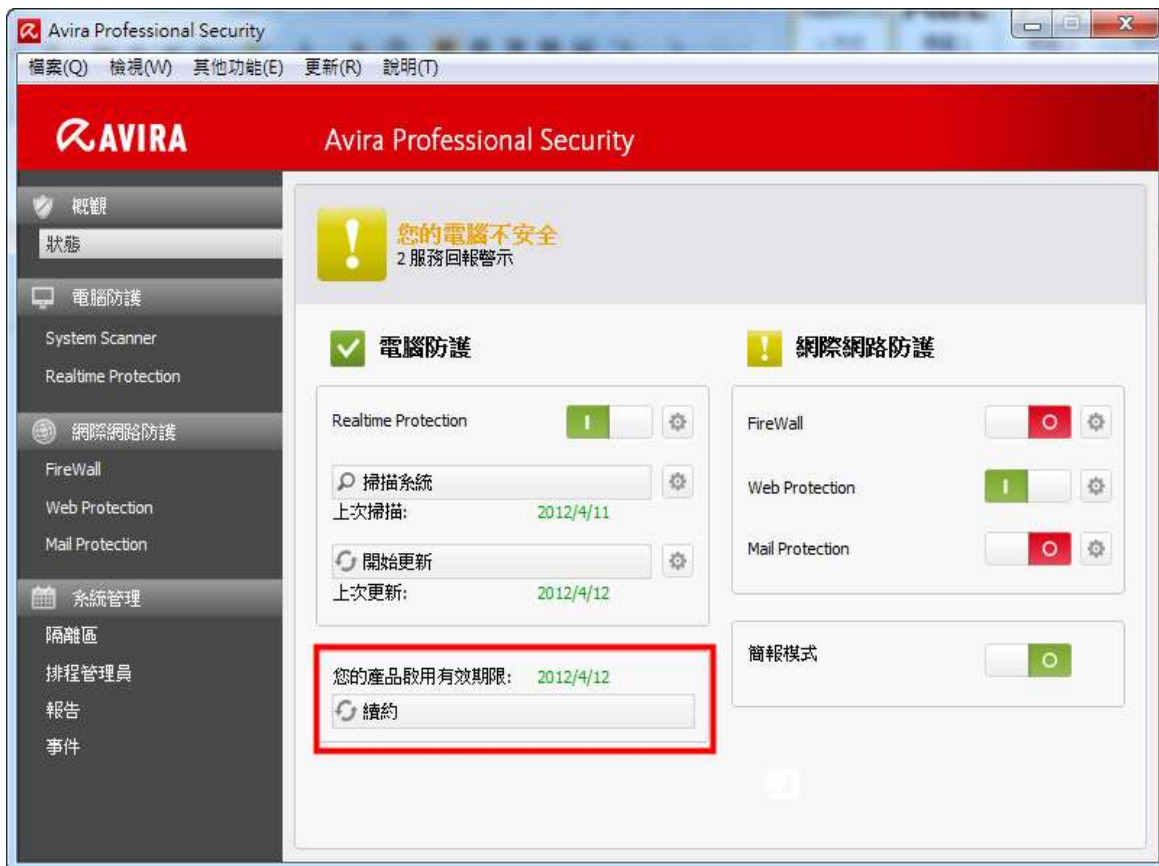 Avira Professional Security
檔案(Q) 檢視(W) 其他功能(E) 更新(R) 說明(T)
AVIRA
Avira Professional Security
概觀
狀態
電腦防護
System Scanner
Realtime Protection
網際網路防護
FireWall
Web Protection
Mail Protection
系統管理
隔離區
排程管理員
報告
事件
您的電腦不安全
2 服務回報警示
電腦防護
Realtime Protection
掃描系統
上次掃描: 2012/4/11
開始更新
上次更新: 2012/4/12
您的產品啟用有效期限: 2012/4/12
續約
網際網路防護
FireWall
Web Protection
Mail Protection
簡報模式